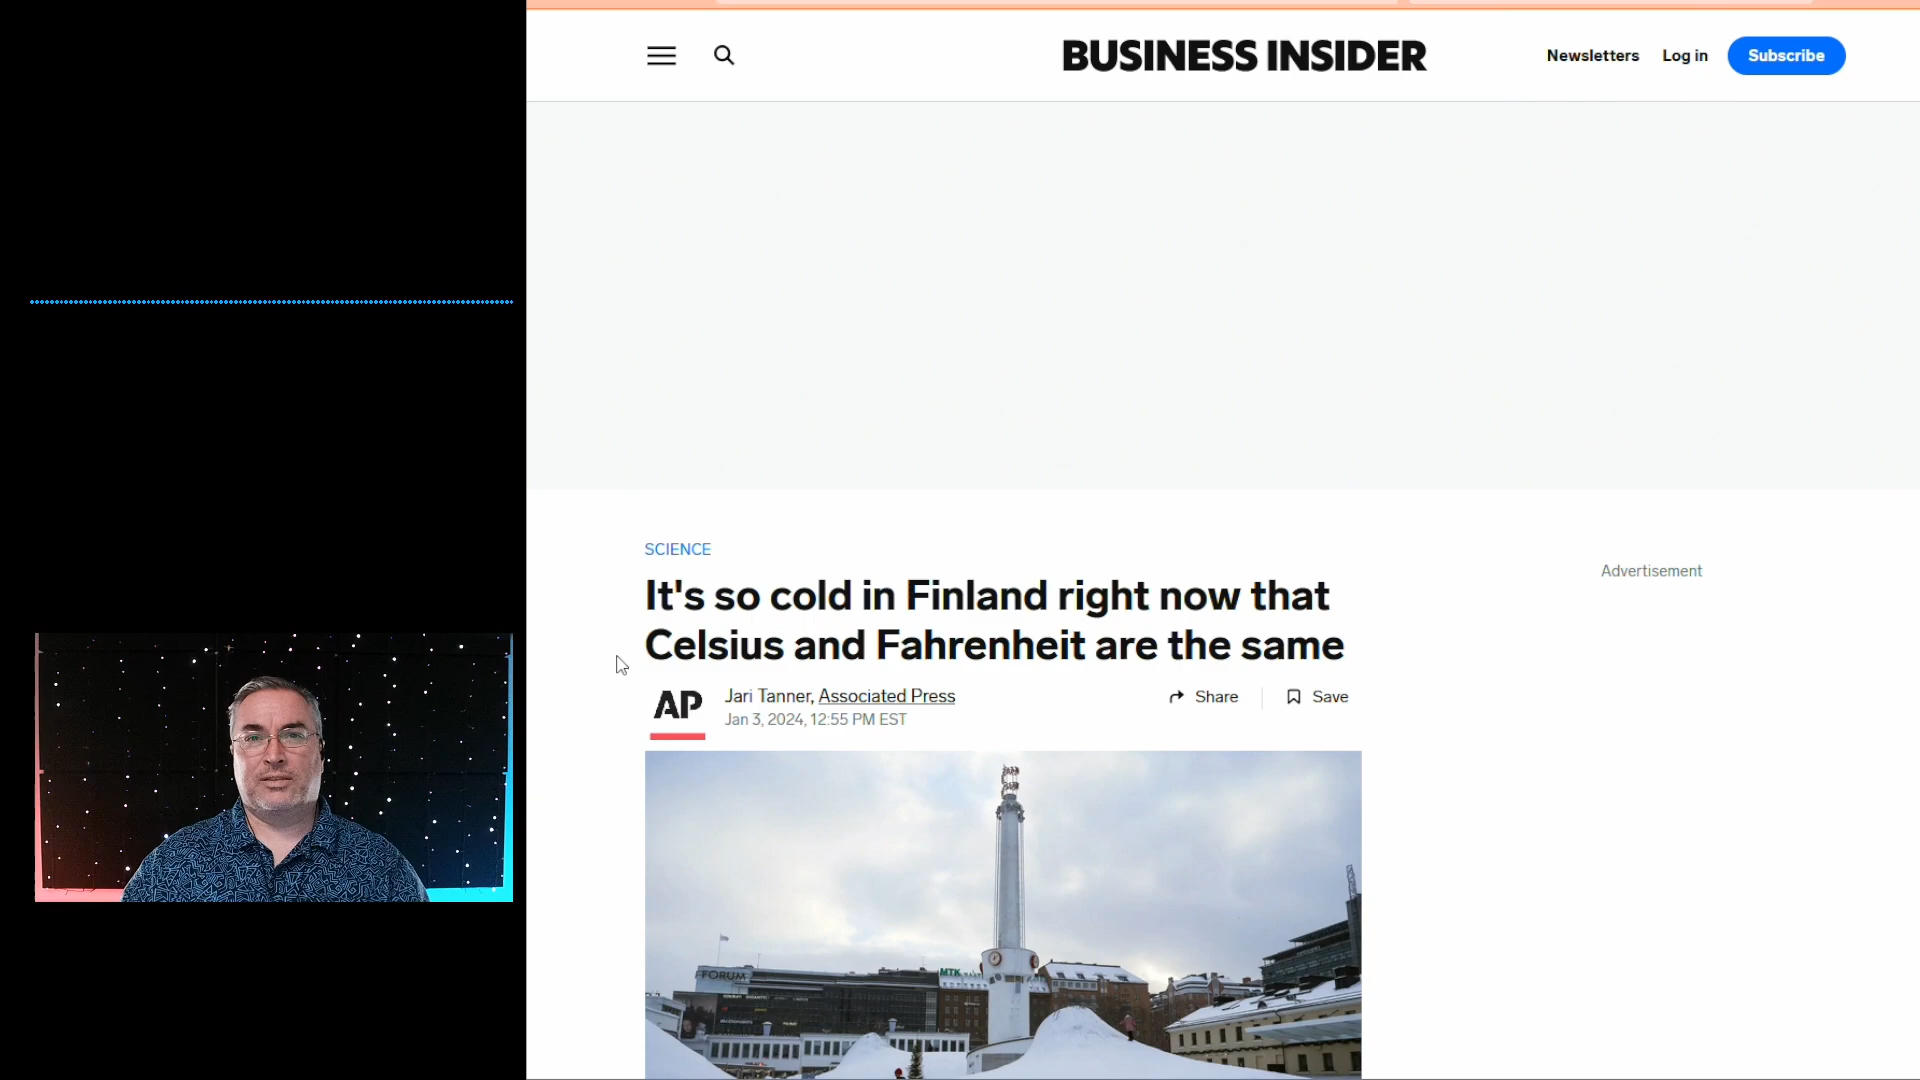 BUSINESS INSIDER
Newsletters
Log in
Subscribe
SCIENCE
It's so cold in Finland right now that
Celsius and Fahrenheit are the same
Advertisement
AP
Jari Tanner, Associated Press
Jan 3, 2024, 12:55 PM EST
Share
Save
FORUM
MTK